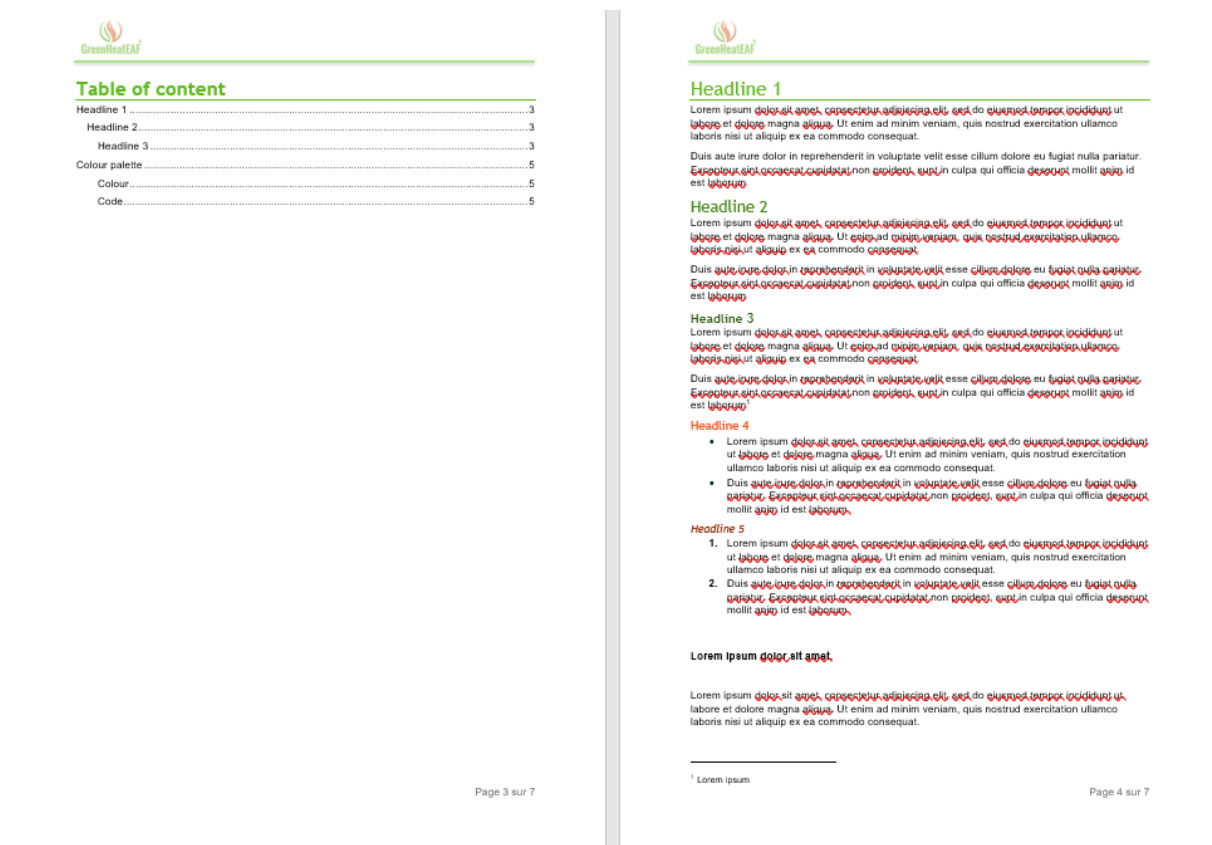 GreenHeatEAF
Table of content
Headline 1 3
Headline 2 3
Headline 3 3
Colour palette 5
Colour 5
Code 5
Page 3 sur 7
GreenHeatEAF
Headline 1
Lorem ipsum dolor sit amet, consectetur adipiscing elit, sed do eiusmod tempor incididunt ut
labore et dolore magna aliqua. Ut enim ad minim veniam, quis nostrud exercitation ullamco
laboris nisi ut aliquip ex ea commodo consequat.
Duis aute irure dolor in reprehenderit in voluptate velit esse cillum dolore eu fugiat nulla pariatur.
Excepteur sint occaecat cupidatat non proident, sunt in culpa qui officia deserunt mollit anim id
est laborum
Headline 2
Lorem ipsum dolor sit amet, consectetur adipiscing elit, sed do eiusmod tempor incididunt ut
labore et dolore magna aliqua. Ut enim ad minim veniam, quis nostrud exercitation ullamco
laboris nisi ut aliquip ex ea commodo consequat.
Duis aute irure dolor in reprehenderit in voluptate velit esse cillum dolore eu fugiat nulla pariatur.
Excepteur sint occaecat cupidatat non proident, sunt in culpa qui officia deserunt mollit anim id
est laborum
Headline 3
Lorem ipsum dolor sit amet, consectetur adipiscing elit, sed do eiusmod tempor incididunt ut
labore et dolore magna aliqua. Ut enim ad minim veniam, quis nostrud exercitation ullamco
laboris nisi ut aliquip ex ea commodo consequat.
Duis aute irure dolor in reprehenderit in voluptate velit esse cillum dolore eu fugiat nulla pariatur.
Excepteur sint occaecat cupidatat non proident, sunt in culpa qui officia deserunt mollit anim id
est laborum¹
Headline 4
• Lorem ipsum dolor sit amet, consectetur adipiscing elit, sed do eiusmod tempor incididunt
ut labore et dolore magna aliqua. Ut enim ad minim veniam, quis nostrud exercitation
ullamco laboris nisi ut aliquip ex ea commodo consequat.
• Duis aute irure dolor in reprehenderit in voluptate velit esse cillum dolore eu fugiat nulla
pariatur. Excepteur sint occaecat cupidatat non proident, sunt in culpa qui officia deserunt
mollit anim id est laborum.
Headline 5
1. Lorem ipsum dolor sit amet, consectetur adipiscing elit, sed do eiusmod tempor incididunt
ut labore et dolore magna aliqua. Ut enim ad minim veniam, quis nostrud exercitation
ullamco laboris nisi ut aliquip ex ea commodo consequat.
2. Duis aute irure dolor in reprehenderit in voluptate velit esse cillum dolore eu fugiat nulla
pariatur. Excepteur sint occaecat cupidatat non proident, sunt in culpa qui officia deserunt
mollit anim id est laborum.
Lorem ipsum dolor sit amet,
Lorem ipsum dolor sit amet, consectetur adipiscing elit, sed do eiusmod tempor incididunt ut
labore et dolore magna aliqua. Ut enim ad minim veniam, quis nostrud exercitation ullamco
laboris nisi ut aliquip ex ea commodo consequat.
¹ Lorem ipsum
Page 4 sur 7